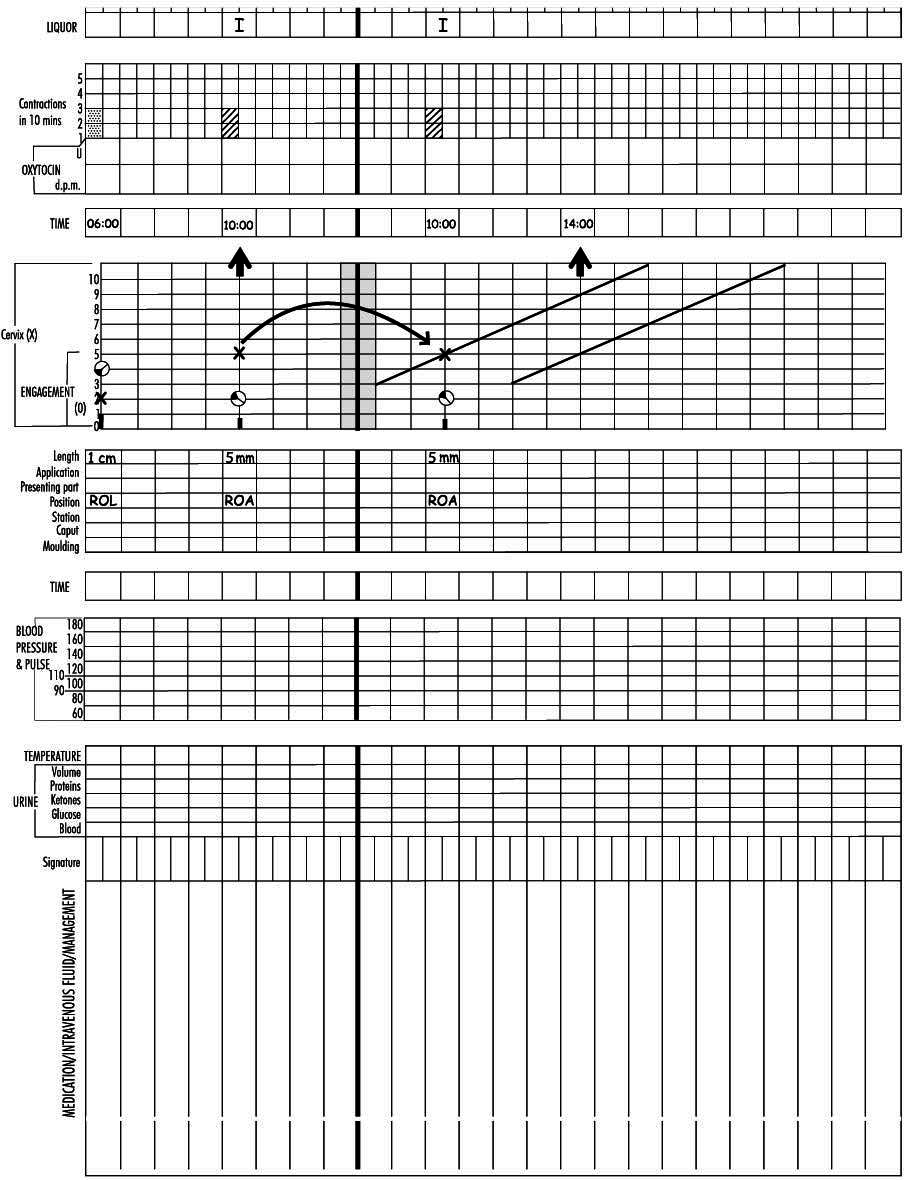 LIQUOR I I
5
4
Contractions 3
in 10 mins 2
1
U
OXYTOCIN
d.p.m.
TIME 06:00 10:00 10:00 14:00
10
9
8
7
Cervix (X) 6
5
4
3
ENGAGEMENT 2
(O) 1
0
Length 1 cm 5 mm 5 mm
Application
Presenting part
Position ROL ROA ROA
Station
Caput
Moulding
TIME
BLOOD 180
PRESSURE 160
& PULSE 140
120
110 100
90 80
60
TEMPERATURE
Volume
Proteins
URINE Ketones
Glucose
Blood
Signature
MEDICATION/INTRAVENOUS FLUID/MANAGEMENT